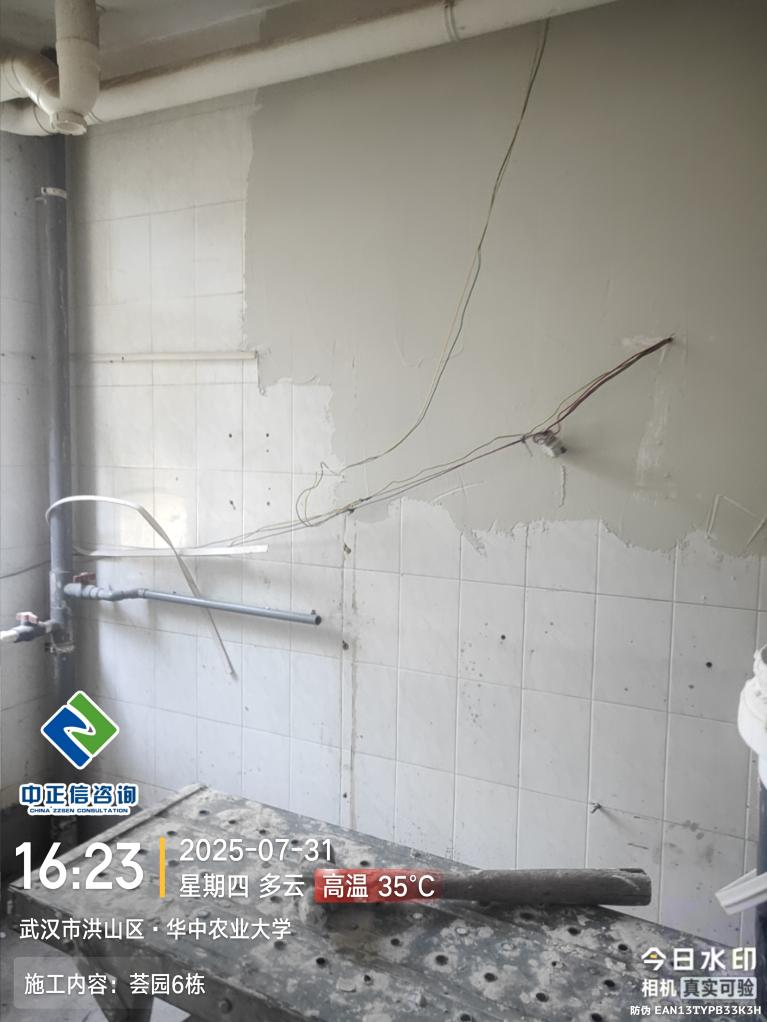 中正信咨询
CHINA ZZSEN CONSULTATION
16:23
2025-07-31
星期四 多云 高温 35°C
武汉市洪山区·华中农业大学
施工内容：荟园6栋
今日水印
相机 真实可验
防伪 EAN13TYPB33K3H